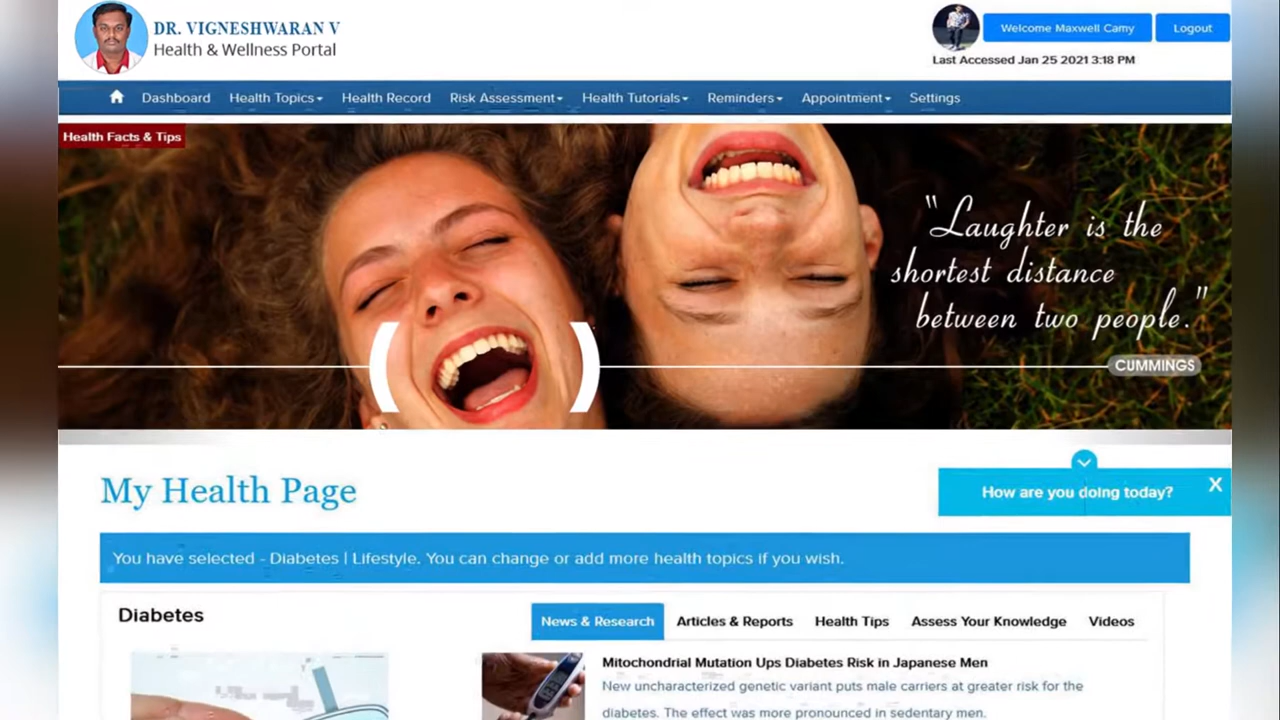 DR. VIGNESHWARAN V
Health & Wellness Portal
Welcome Maxwell Camy
Logout
Last Accessed Jan 25 2021 3:18 PM
Dashboard Health Topics Health Record Risk Assessment Health Tutorials Reminders Appointment Settings
Health Facts & Tips
"Laughter is the
shortest distance
between two people."
CUMMINGS
My Health Page
How are you doing today?
X
You have selected - Diabetes | Lifestyle. You can change or add more health topics if you wish.
Diabetes
News & Research Articles & Reports Health Tips Assess Your Knowledge Videos
Mitochondrial Mutation Ups Diabetes Risk in Japanese Men
New uncharacterized genetic variant puts male carriers at greater risk for the
diabetes. The effect was more pronounced in sedentary men.